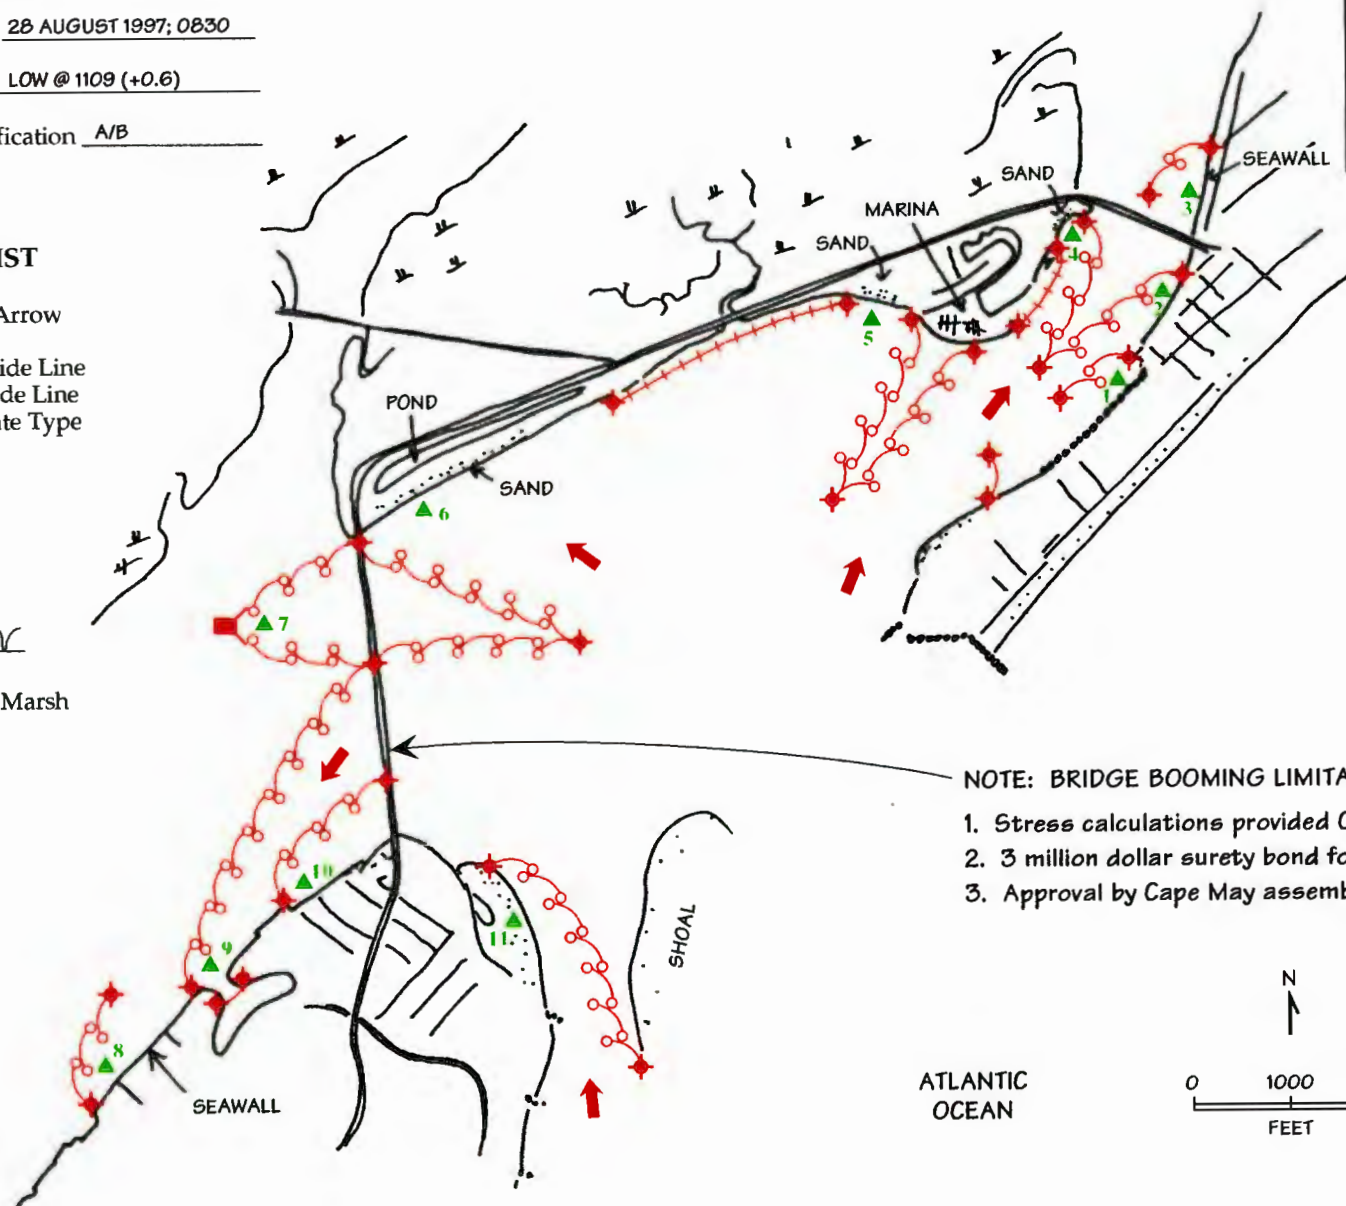 28 AUGUST 1997; 0830
LOW @ 1109 (+0.6)
fication A/B
IST
Arrow
ide Line
de Line
te Type
Marsh
SEAWALL
3
SAND
MARINA
4
SAND
2
5
1
POND
SAND
6
7
NOTE: BRIDGE BOOMING LIMITA
1. Stress calculations provided
2. 3 million dollar surety bond fo
3. Approval by Cape May assemb
10
11
SHOAL
9
8
SEAWALL
N
ATLANTIC
OCEAN
0 1000
FEET